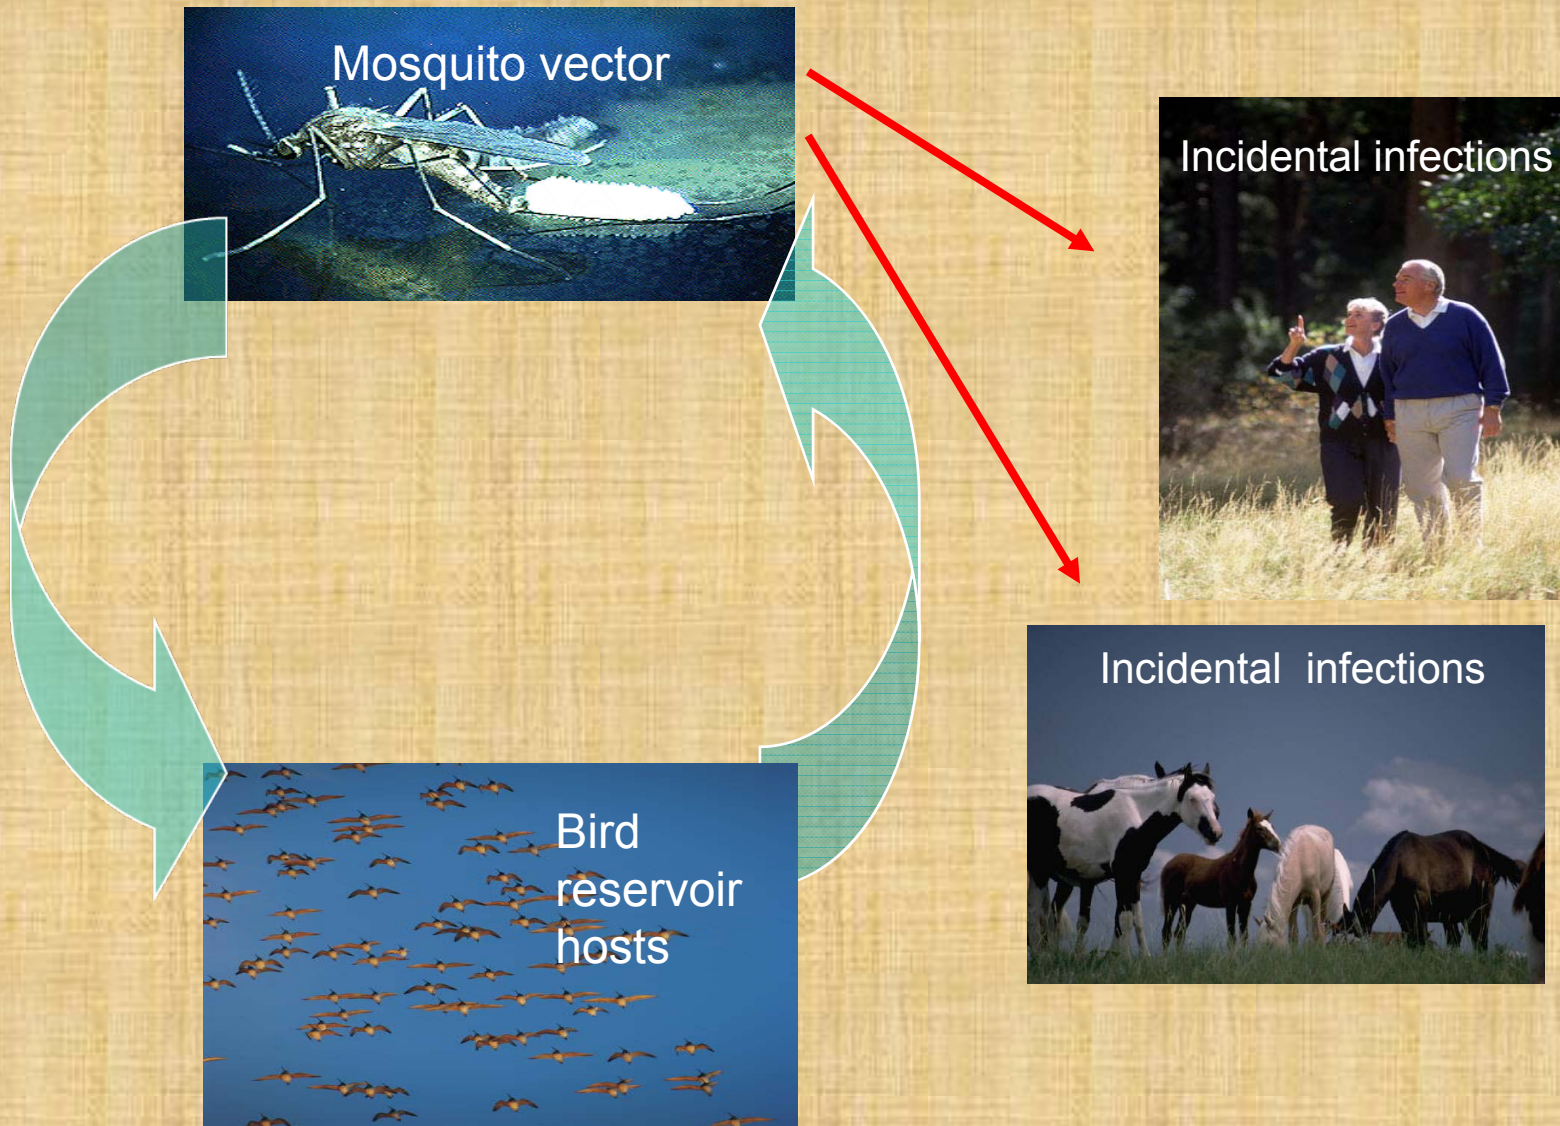 Mosquito vector
Incidental infections
Incidental  infections
Bird
reservoir
hosts